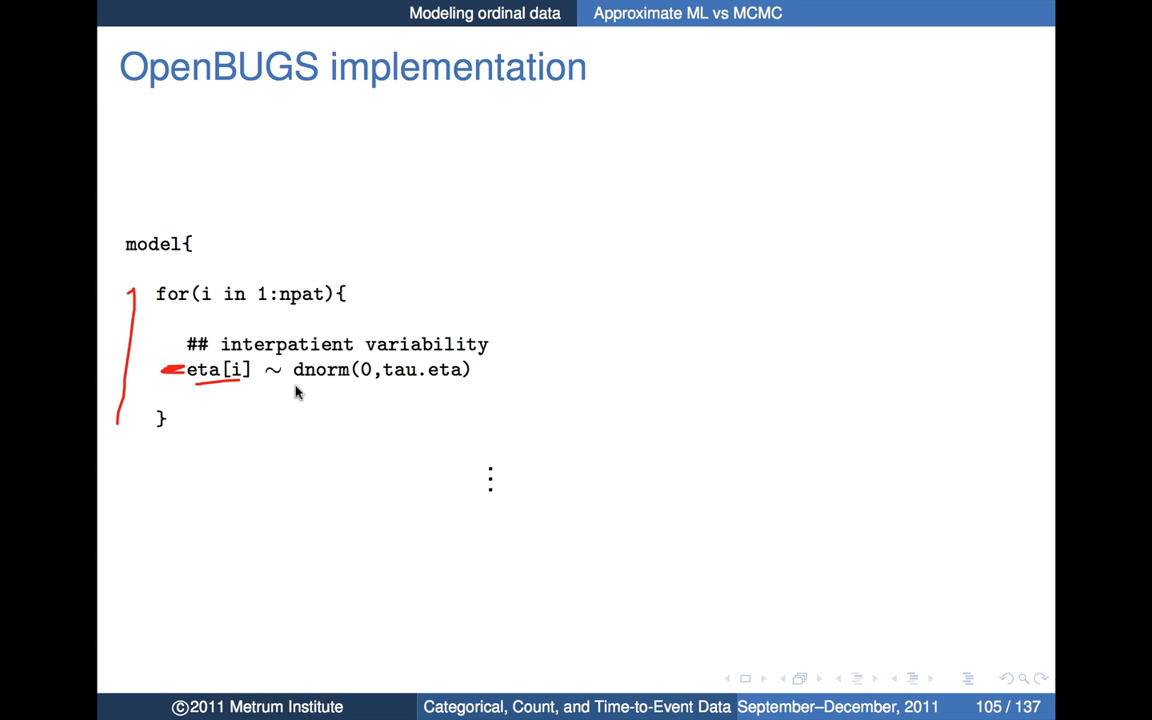 Modeling ordinal data Approximate ML vs MCMC
OpenBUGS implementation
model{
for(i in 1:npat){
## interpatient variability
eta[i] ∼ dnorm(0,tau.eta)
}
⋮
©2011 Metrum Institute Categorical, Count, and Time-to-Event Data September–December, 2011 105 / 137